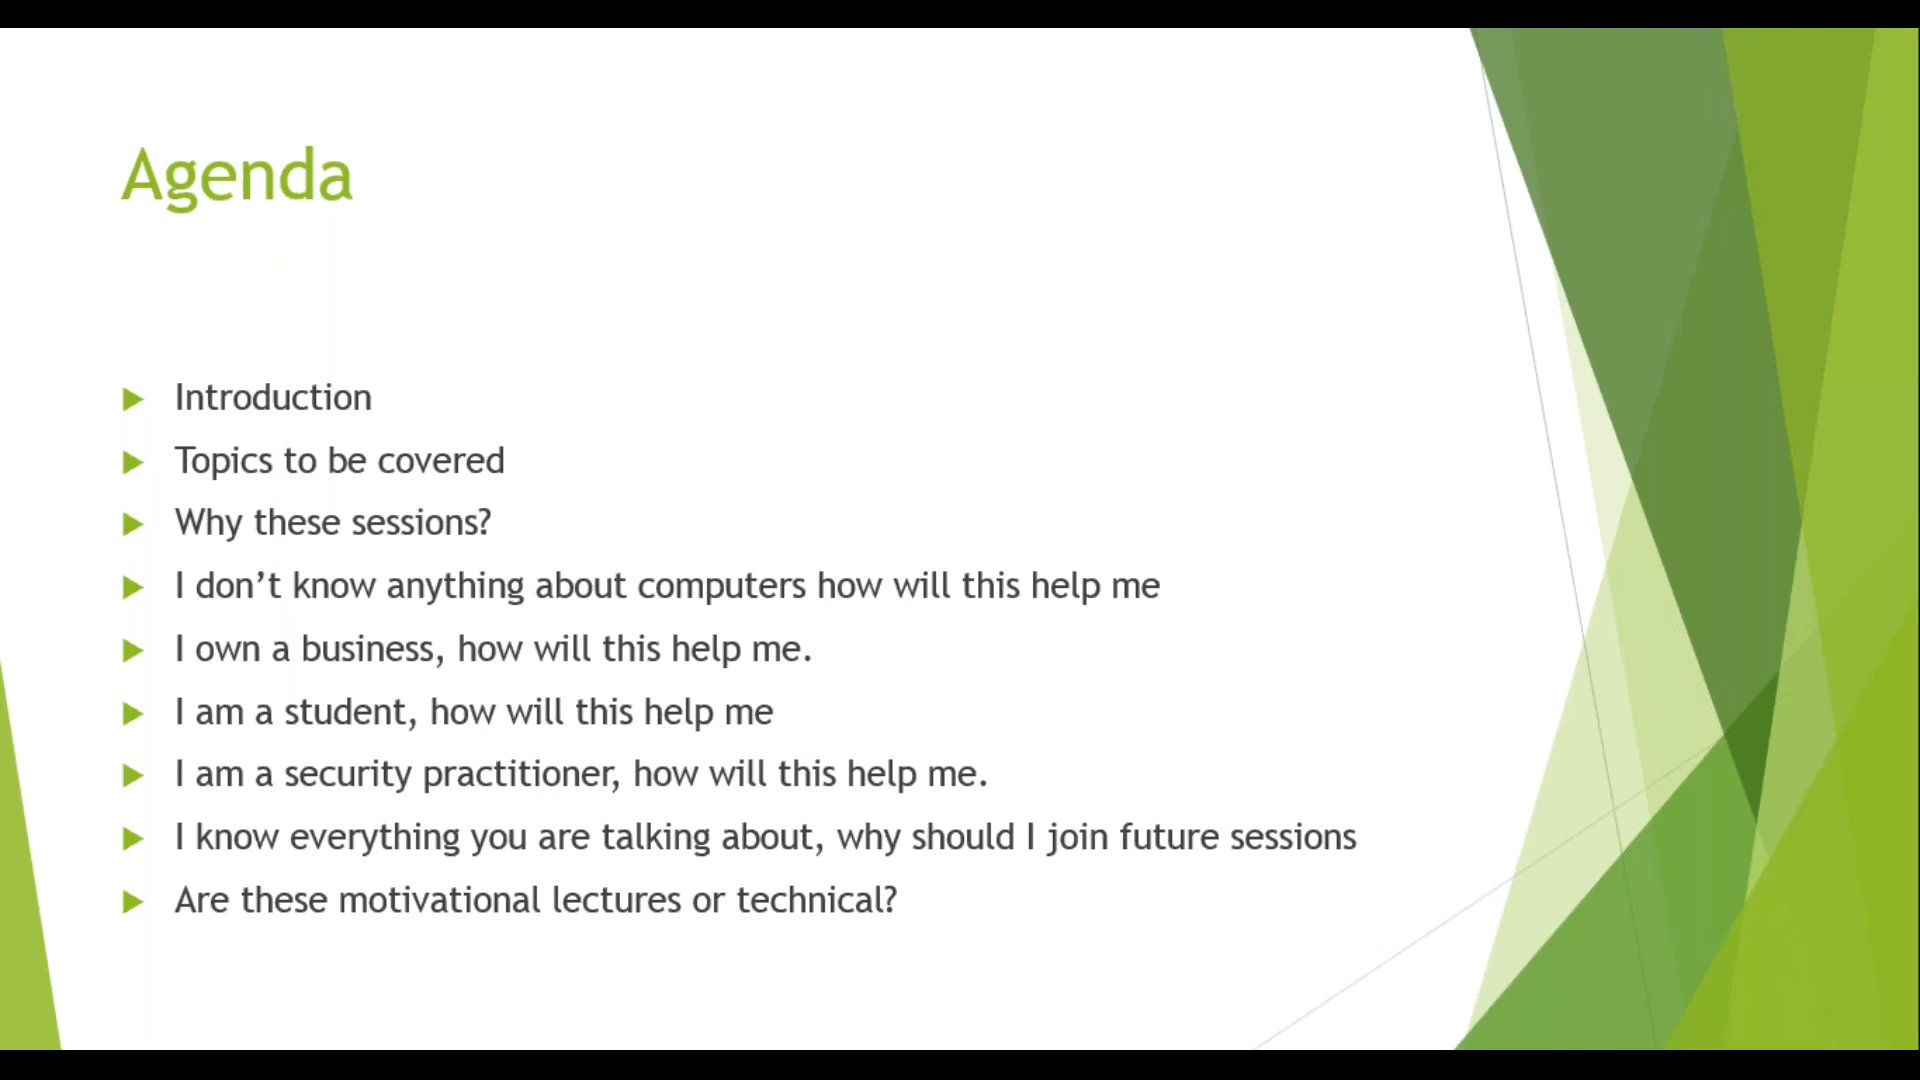 Agenda
Introduction
Topics to be covered
Why these sessions?
I don’t know anything about computers how will this help me
I own a business, how will this help me.
I am a student, how will this help me
I am a security practitioner, how will this help me.
I know everything you are talking about, why should I join future sessions
Are these motivational lectures or technical?